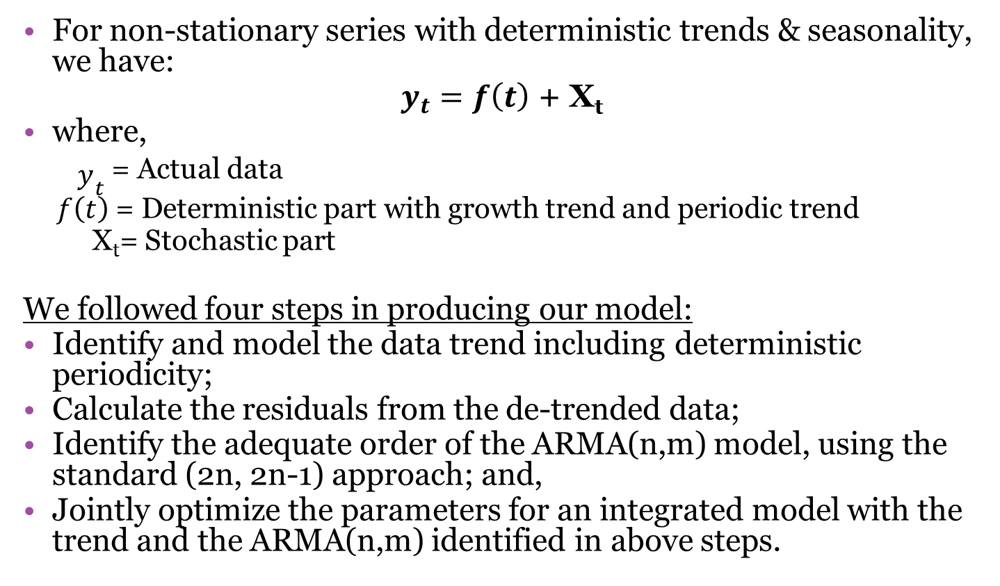 • For non-stationary series with deterministic trends & seasonality,
we have:
y_t = f(t) + X_t
• where,
y_t = Actual data
f(t) = Deterministic part with growth trend and periodic trend
X_t= Stochastic part
We followed four steps in producing our model:
• Identify and model the data trend including deterministic
periodicity;
• Calculate the residuals from the de-trended data;
• Identify the adequate order of the ARMA(n,m) model, using the
standard (2n, 2n-1) approach; and,
• Jointly optimize the parameters for an integrated model with the
trend and the ARMA(n,m) identified in above steps.